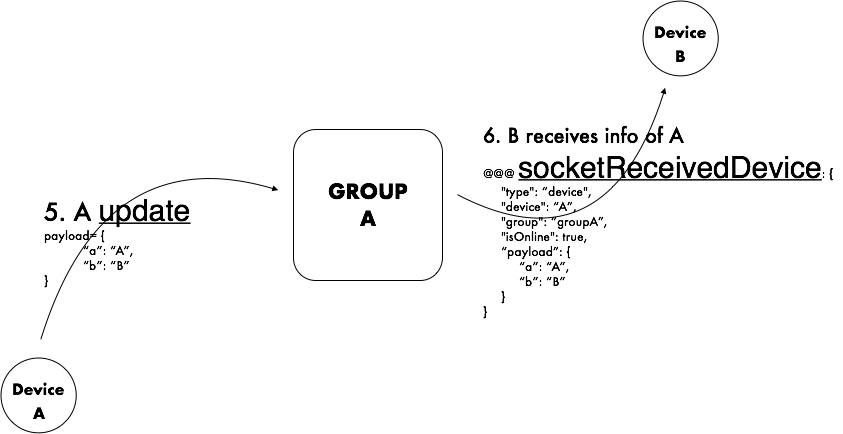 Device
B
6. B receives info of A
@@@ socketReceivedDevice: {
"type": "device",
"device": "A",
"group": "groupA",
"isOnline": true,
"payload": {
"a": "A",
"b": "B"
}
}
GROUP
A
5. A update
payload= {
"a": "A",
"b": "B"
}
Device
A